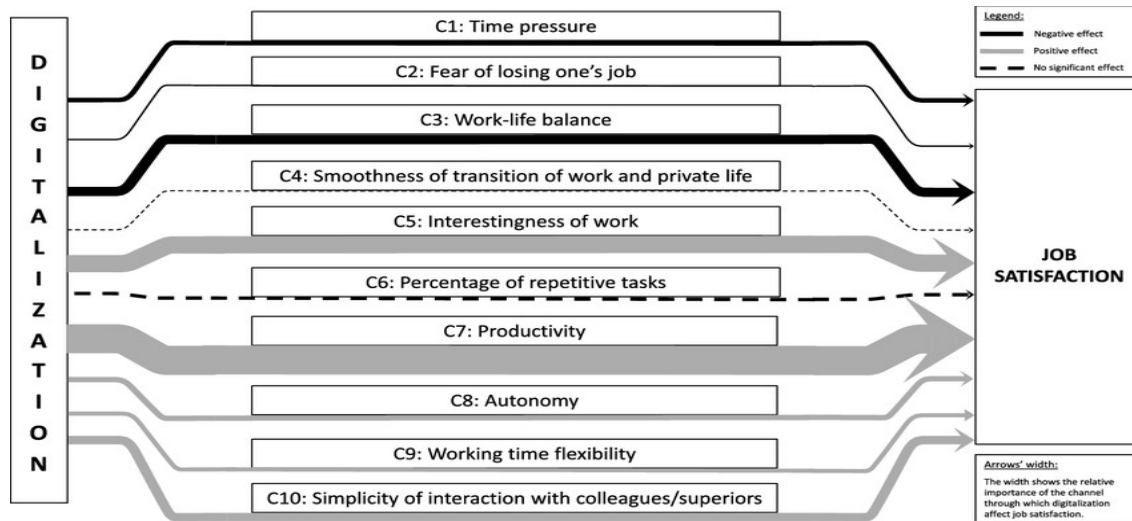 DIGITALIZATION
C1: Time pressure
C2: Fear of losing one's job
C3: Work-life balance
C4: Smoothness of transition of work and private life
C5: Interestingness of work
C6: Percentage of repetitive tasks
C7: Productivity
C8: Autonomy
C9: Working time flexibility
C10: Simplicity of interaction with colleagues/superiors
Legend:
Negative effect
Positive effect
No significant effect
JOB
SATISFACTION
Arrows' width:
The width shows the relative
importance of the channel
through which digitalization
affect job satisfaction.